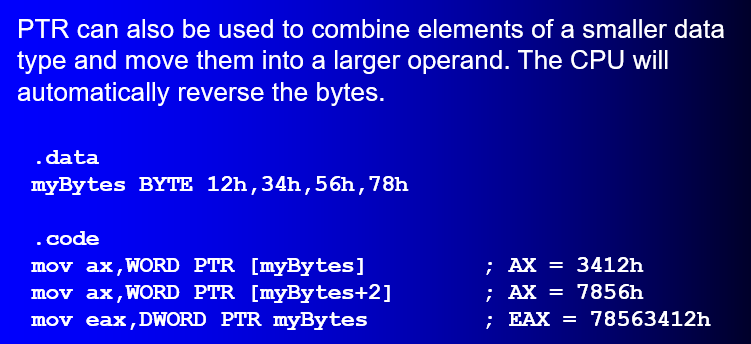 PTR can also be used to combine elements of a smaller data
type and move them into a larger operand. The CPU will
automatically reverse the bytes.
.data
myBytes BYTE 12h,34h,56h,78h
.code
mov ax,WORD PTR [myBytes] ; AX = 3412h
mov ax,WORD PTR [myBytes+2] ; AX = 7856h
mov eax,DWORD PTR myBytes ; EAX = 78563412h